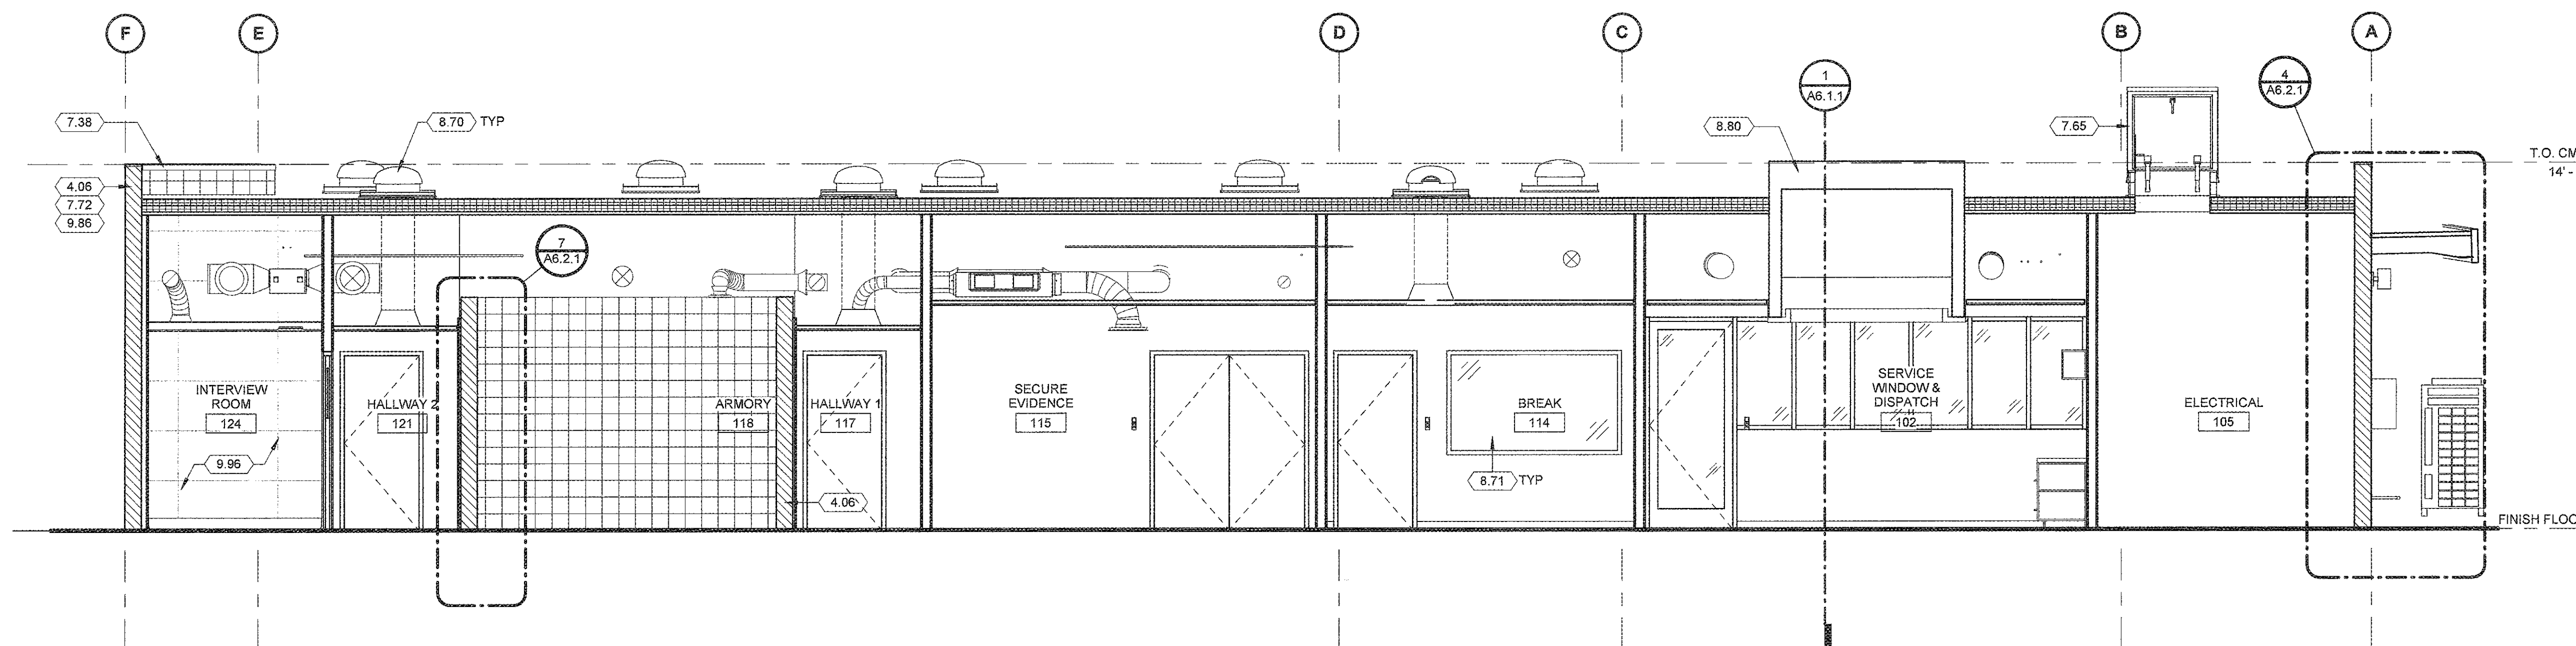 F
E
D
C
B
A
1
A6.1.1
4
A6.2.1
7.38
8.70 TYP
8.80
7.65
T.O. CM
14' -
4.06
7.72
9.86
7
A6.2.1
INTERVIEW
ROOM
124
HALLWAY 2
121
ARMORY
118
HALLWAY 1
117
SECURE
EVIDENCE
115
BREAK
114
SERVICE
WINDOW &
DISPATCH
102
ELECTRICAL
105
9.96
4.06
8.71 TYP
FINISH FLOO